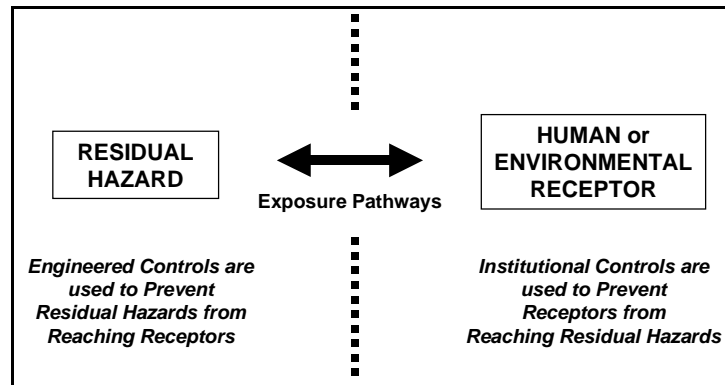 RESIDUAL
HAZARD
Exposure Pathways
HUMAN or
ENVIRONMENTAL
RECEPTOR
Engineered Controls are
used to Prevent
Residual Hazards from
Reaching Receptors
Institutional Controls are
used to Prevent
Receptors from
Reaching Residual Hazards